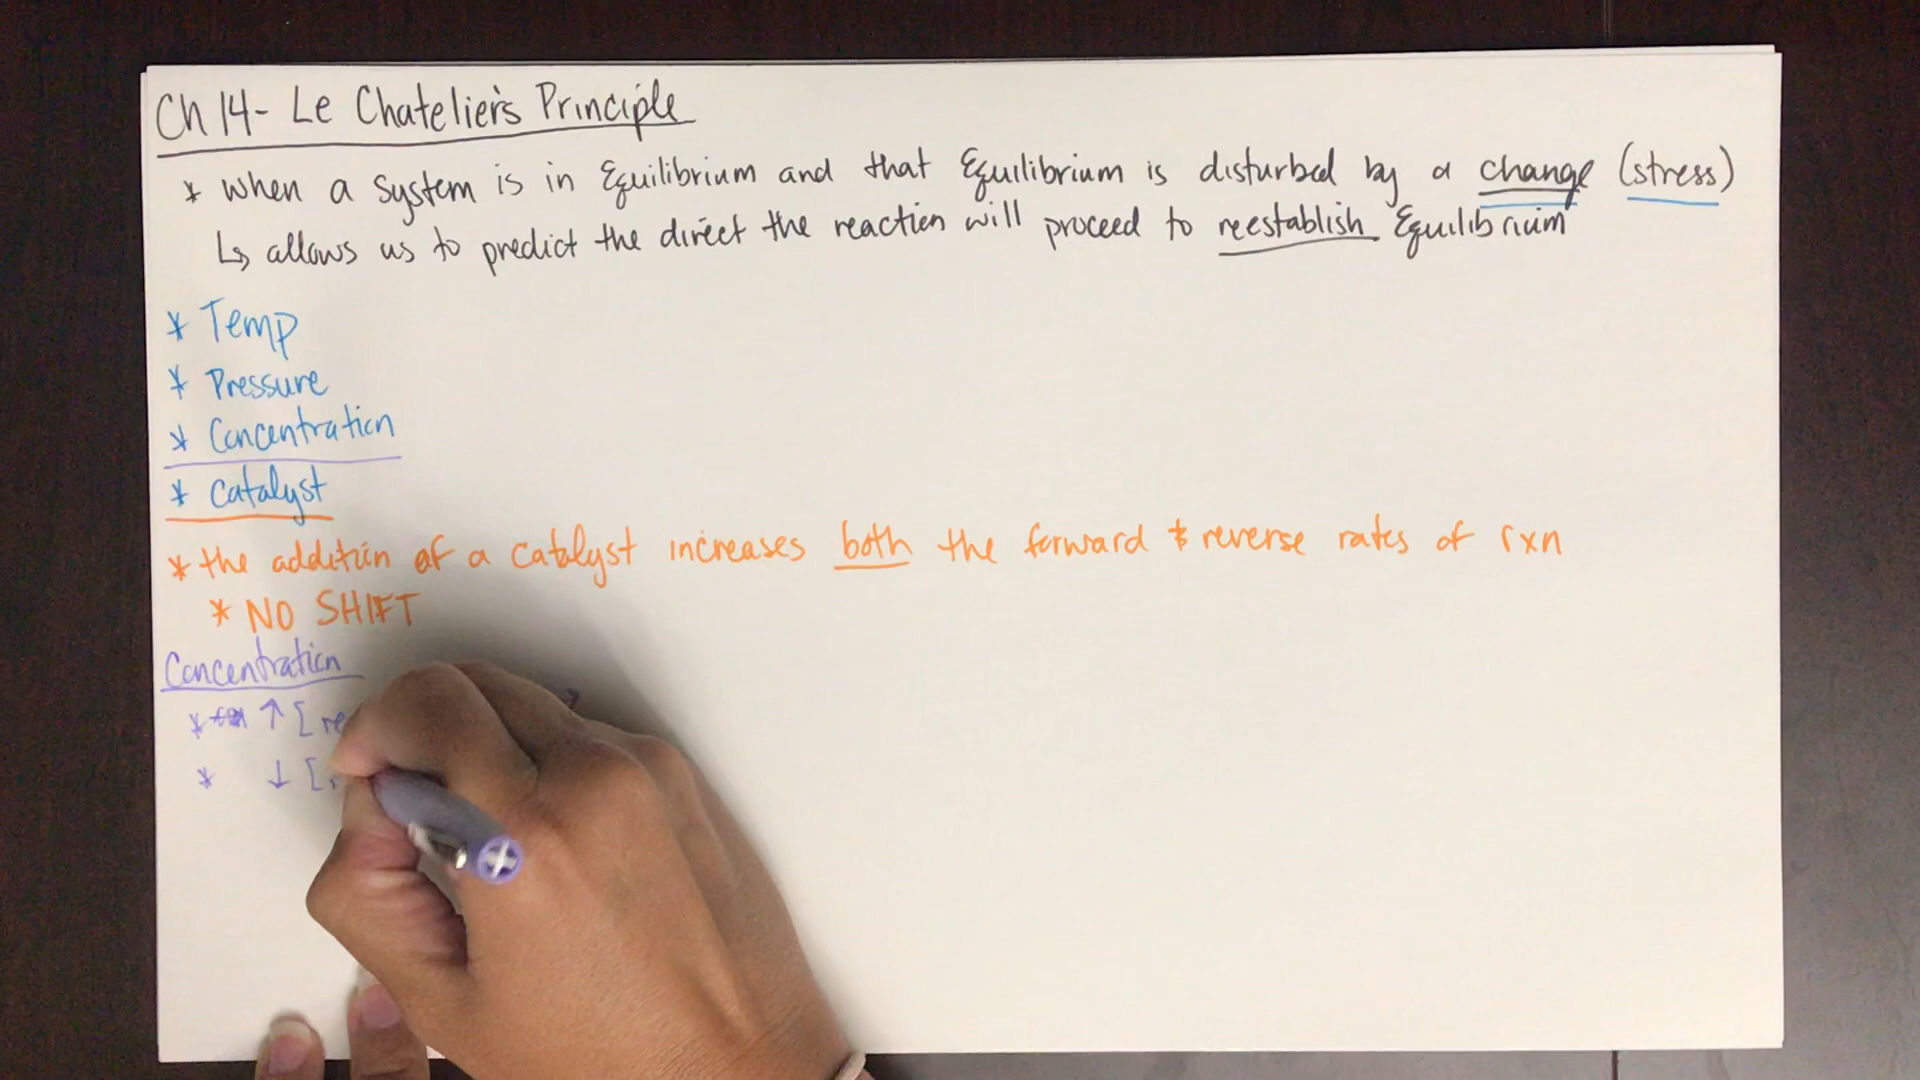 Ch 14- Le Chatelier's Principle
* When a system is in Equilibrium and that Equilibrium is disturbed by a change (stress)
↳ allows us to predict the direct the reaction will proceed to reestablish Equilibrium
* Temp
* Pressure
* Concentration
* Catalyst
* the addition of a catalyst increases both the forward & reverse rates of rxn
* NO SHIFT
Concentration
* ↑ [
* ↓ [